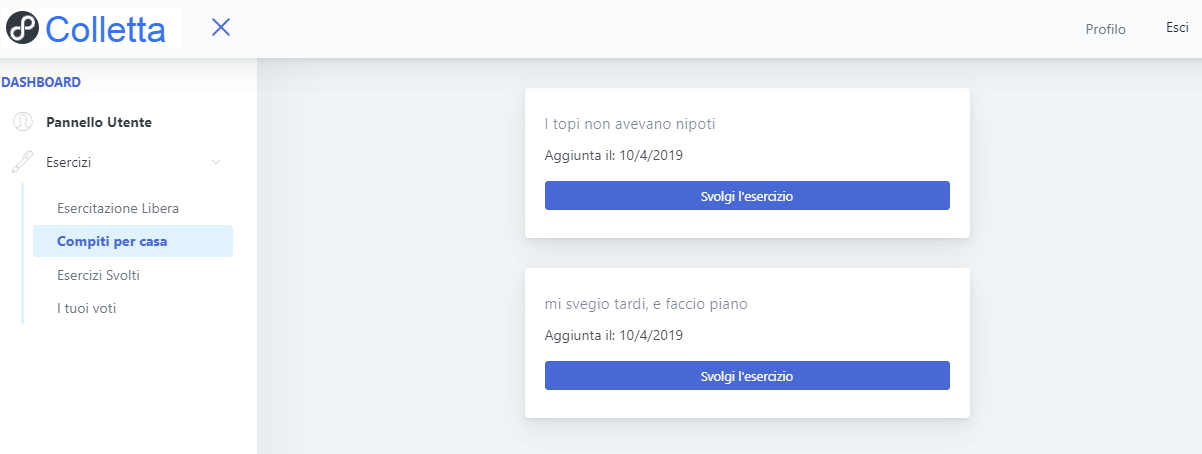 Colletta
Profilo
Esci
DASHBOARD
Pannello Utente
Esercizi
Esercitazione Libera
Compiti per casa
Esercizi Svolti
I tuoi voti
I topi non avevano nipoti
Aggiunta il: 10/4/2019
Svolgi l'esercizio
mi svegio tardi, e faccio piano
Aggiunta il: 10/4/2019
Svolgi l'esercizio